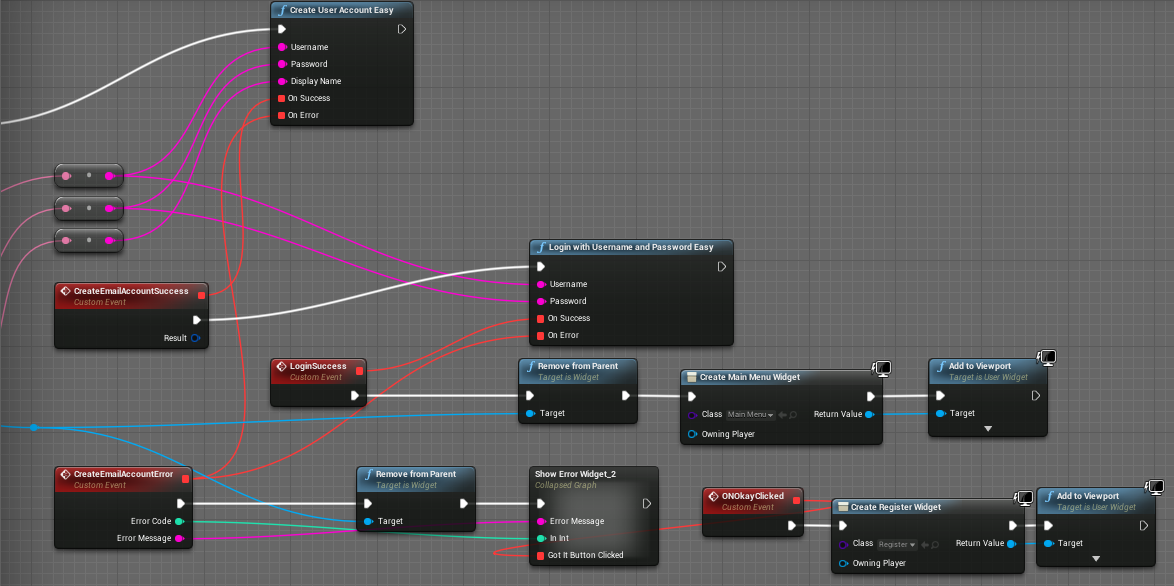 Create User Account Easy
Username
Password
Display Name
On Success
On Error
Login with Username and Password Easy
Username
Password
On Success
On Error
CreateEmailAccountSuccess
Custom Event
Result
LoginSuccess
Custom Event
Remove from Parent
Target is Widget
Target
Create Main Menu Widget
Class Main Menu
Return Value
Owning Player
Add to Viewport
Target is User Widget
Target
CreateEmailAccountError
Custom Event
Error Code
Error Message
Remove from Parent
Target is Widget
Target
Show Error Widget_2
Collapsed Graph
Error Message
In Int
Got It Button Clicked
ONOkayClicked
Custom Event
Create Register Widget
Class Register
Return Value
Owning Player
Add to Viewport
Target is User Widget
Target